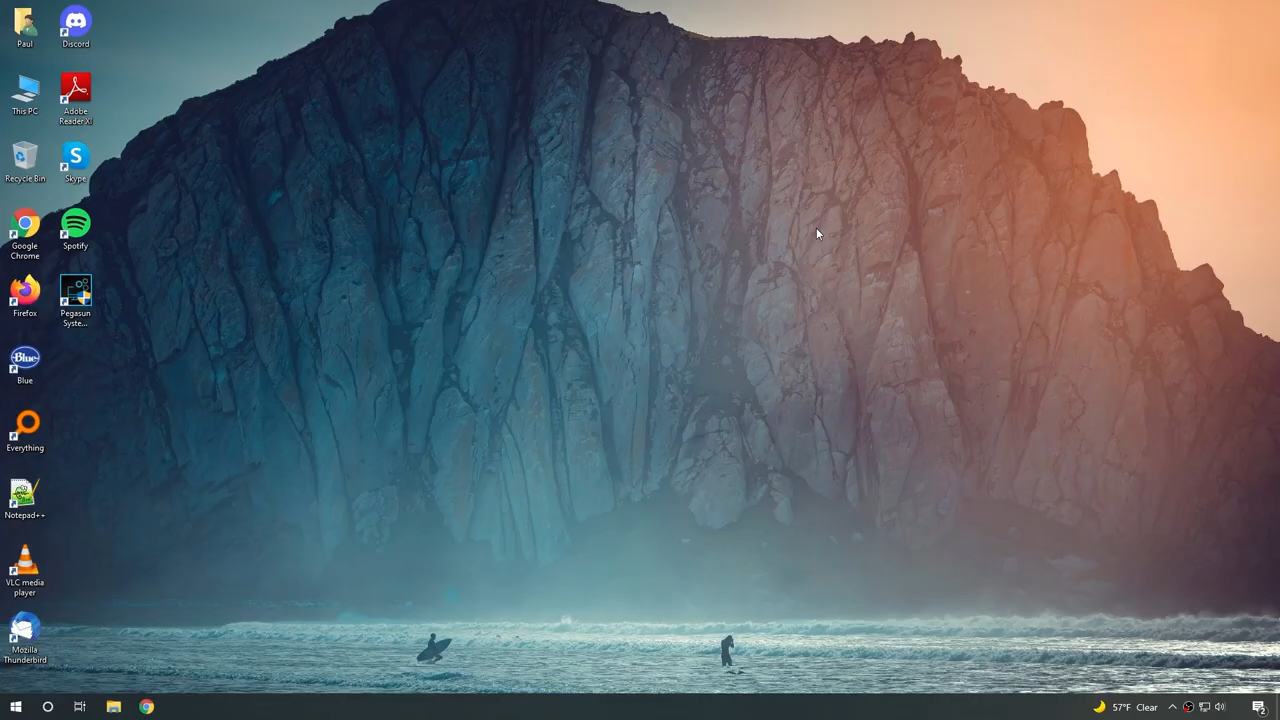 Paul
Discord
This PC
Adobe
Reader XI
Recycle Bin
Skype
Google
Chrome
Spotify
Firefox
Pegasun
Syste...
Blue
Blue
Everything
Notepad++
VLC media
player
Mozilla
Thunderbird
57°F Clear
2